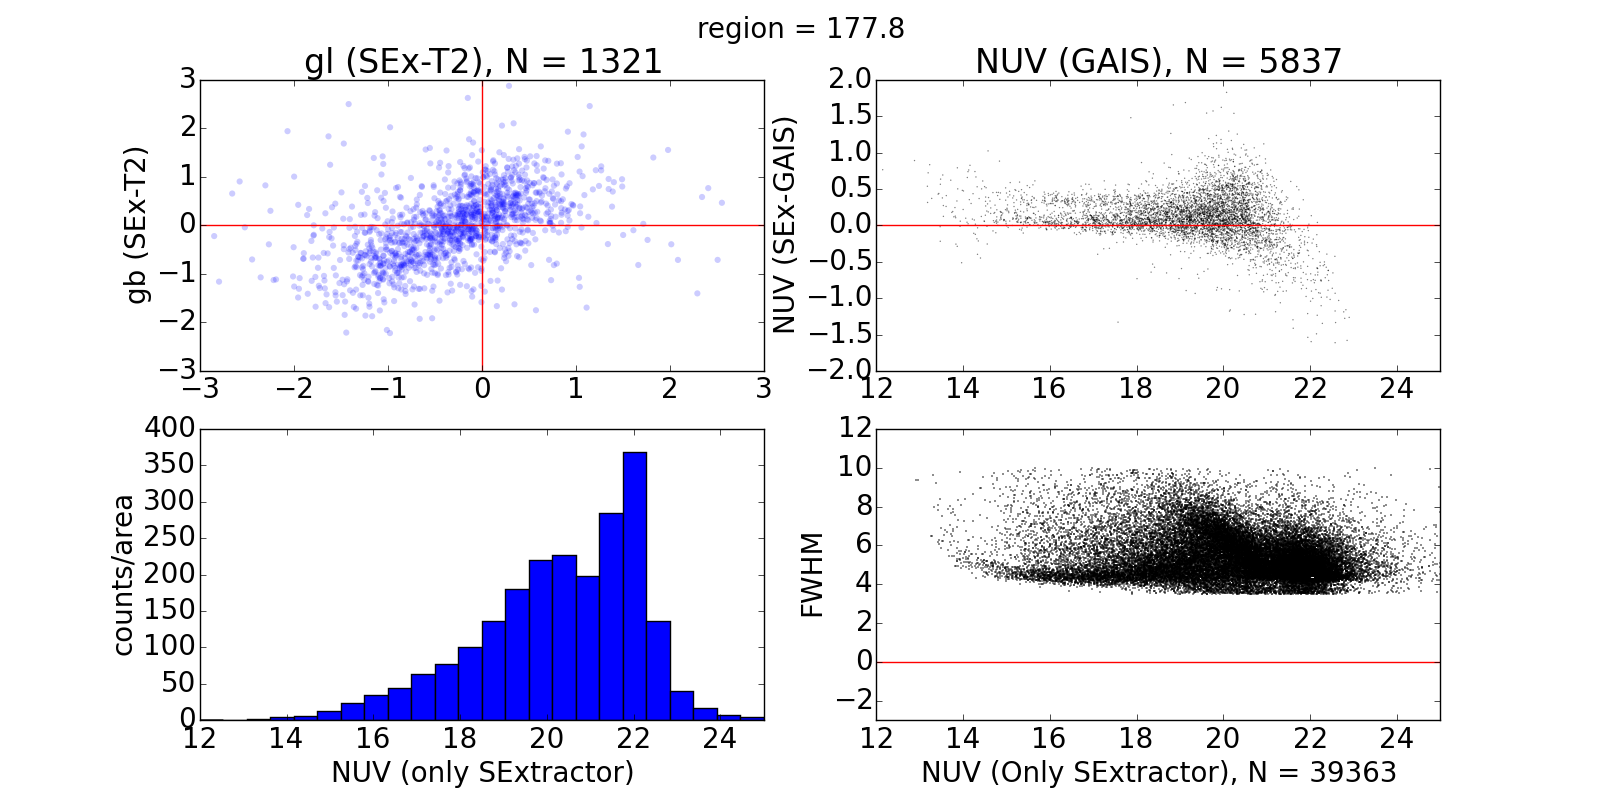 region = 177.8
gl (SEx-T2), N = 1321
gb (SEx-T2)
3
2
1
0
−1
−2
−3
−3 −2 −1 0 1 2 3
NUV (GAIS), N = 5837
NUV (SEx-GAIS)
2.0
1.5
1.0
0.5
0.0
−0.5
−1.0
−1.5
−2.0
12 14 16 18 20 22 24
counts/area
400
350
300
250
200
150
100
50
0
12 14 16 18 20 22 24
NUV (only SExtractor)
FWHM
12
10
8
6
4
2
0
−2
12 14 16 18 20 22 24
NUV (Only SExtractor), N = 39363